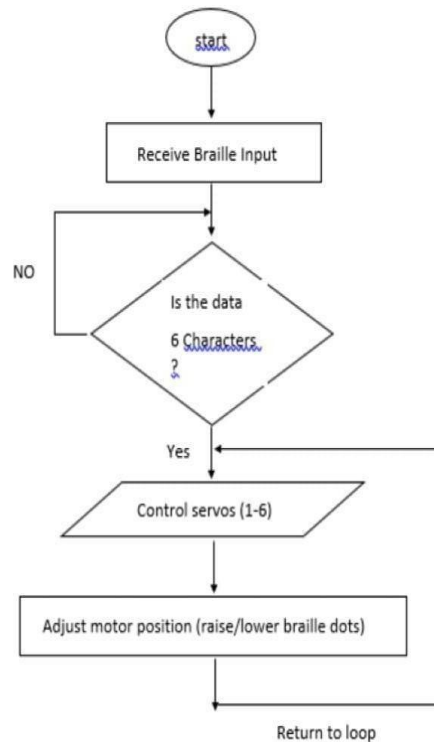 start
Receive Braille Input
NO
Is the data
6 Characters
?
Yes
Control servos (1-6)
Adjust motor position (raise/lower braille dots)
Return to loop